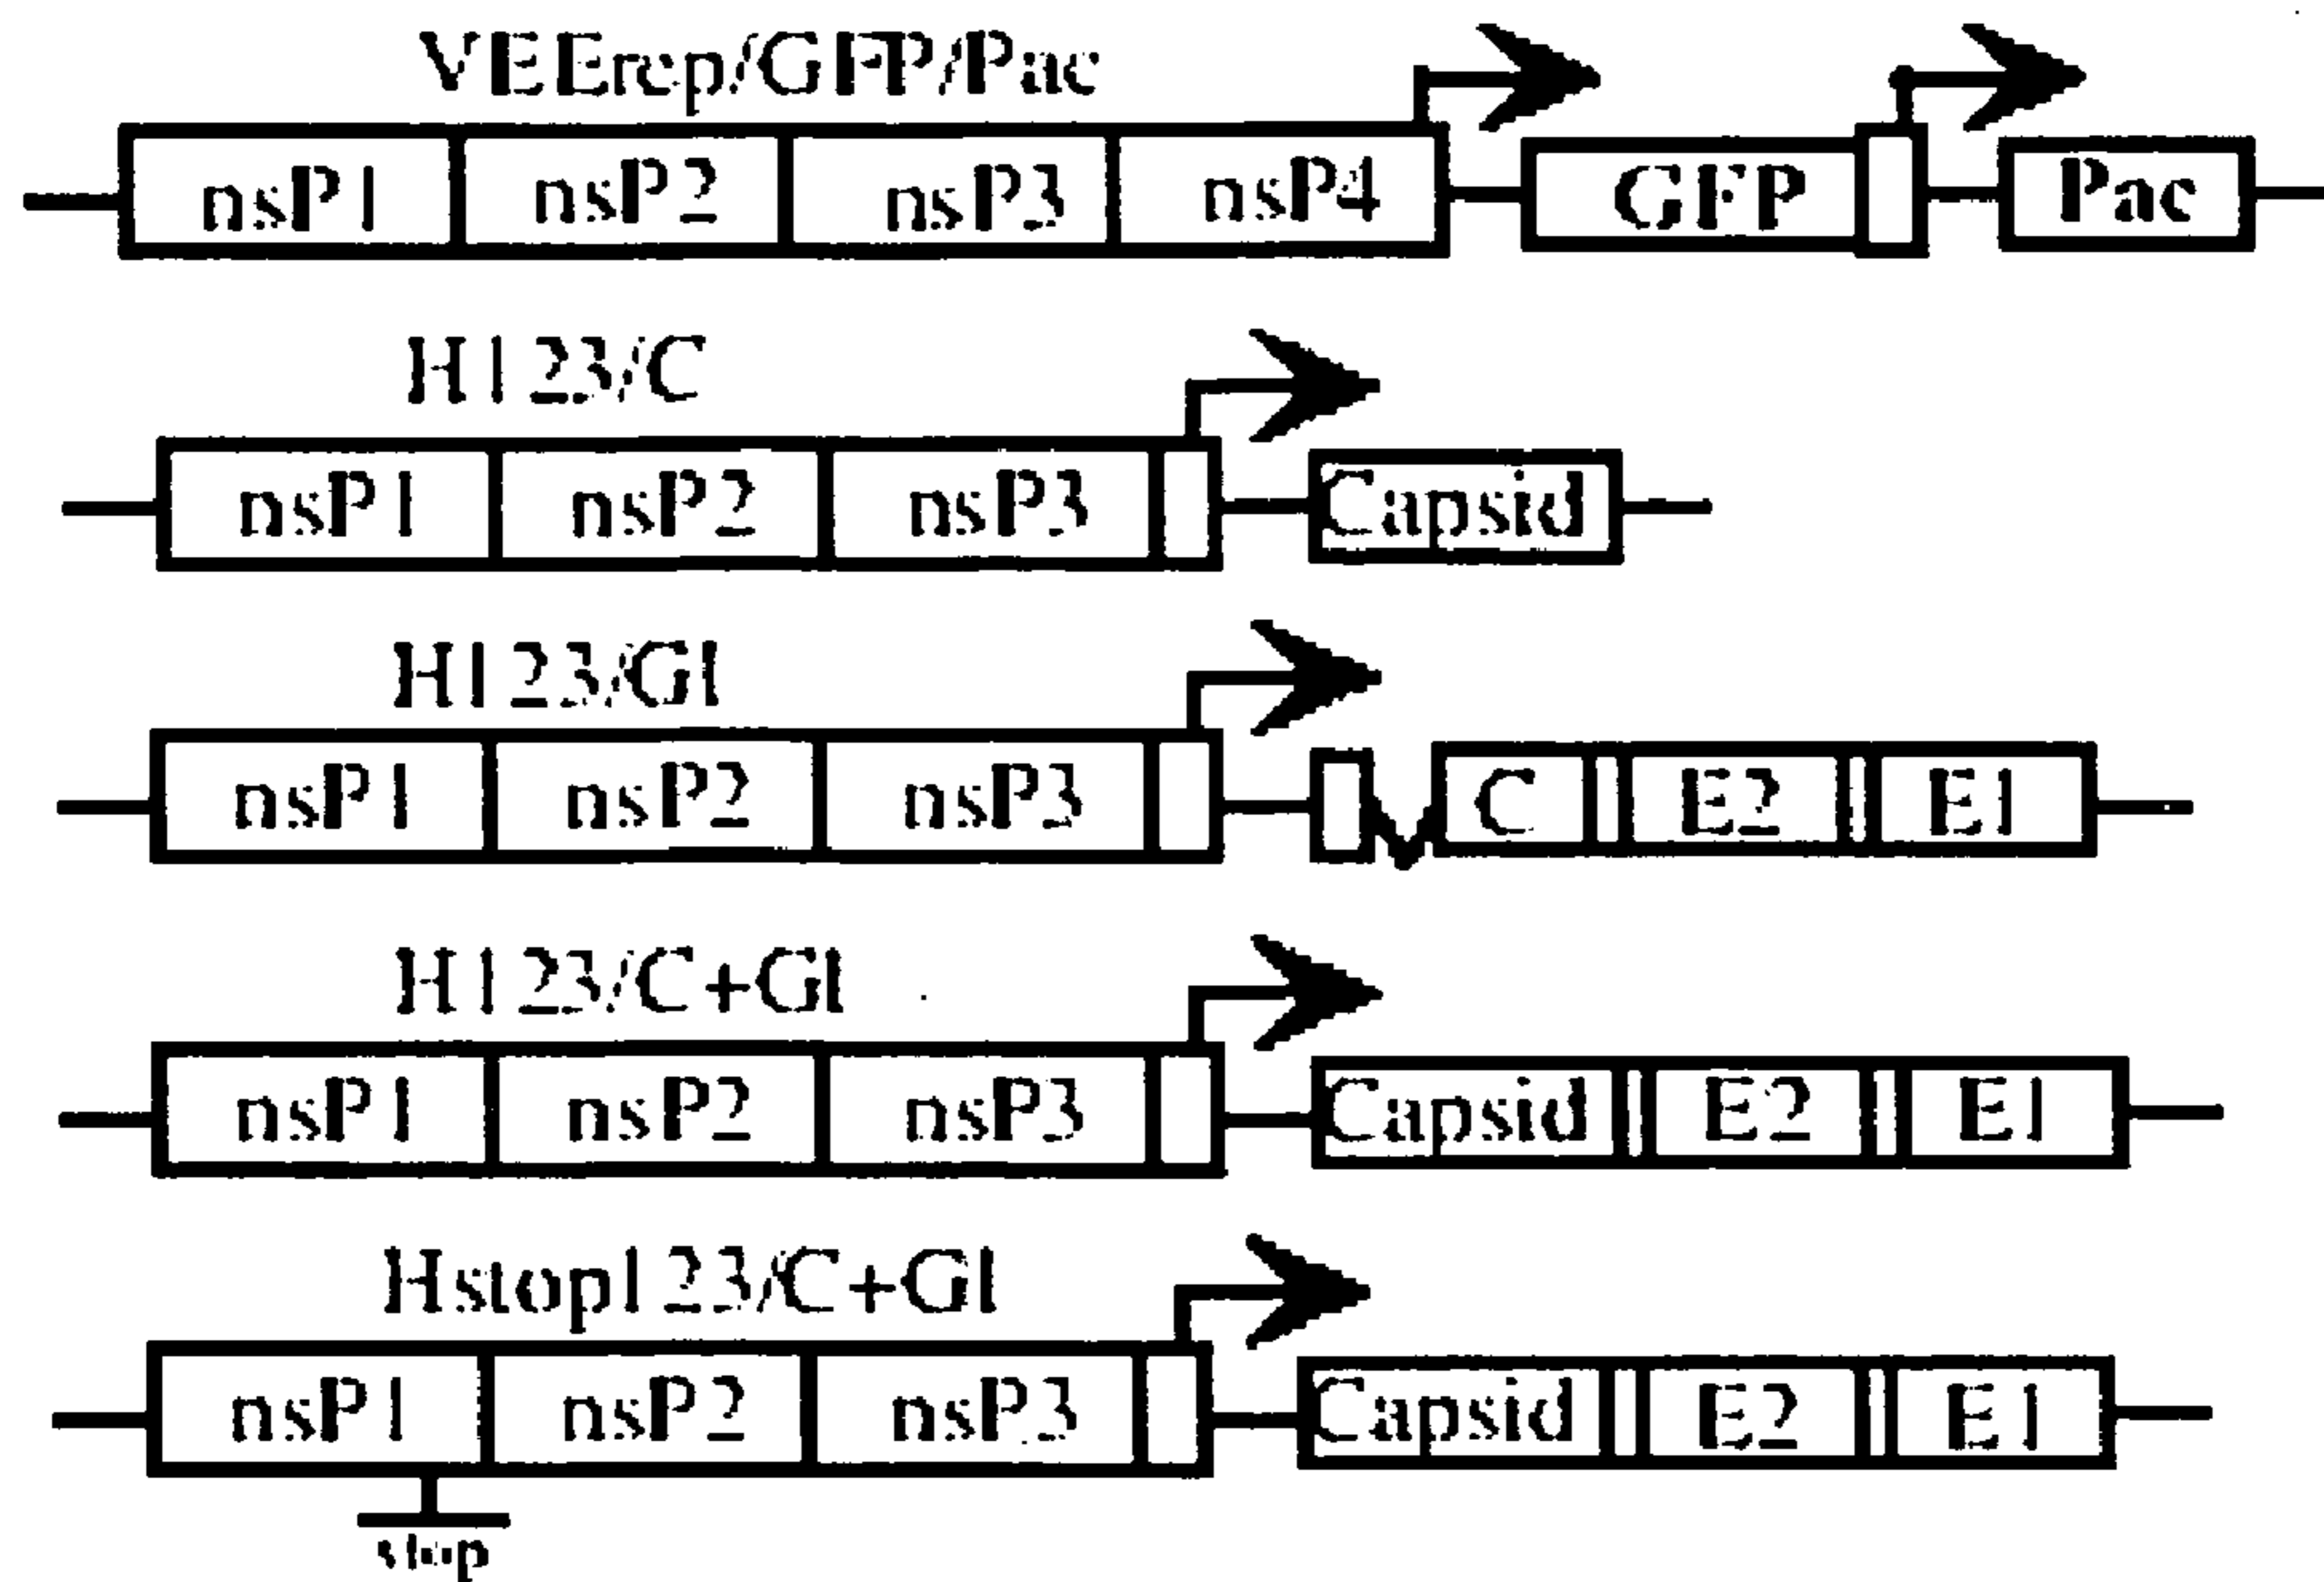 VEErep/GFP/Pac
nsP1 nsP2 nsP3 nsP4 GFP Pac
H123/C
nsP1 nsP2 nsP3 Capsid
H123/Gl
nsP1 nsP2 nsP3 C E2 E1
H123/C+Gl
nsP1 nsP2 nsP3 Capsid E2 E1
Hstop123/C+Gl
nsP1 nsP2 nsP3 Capsid E2 E1
stop